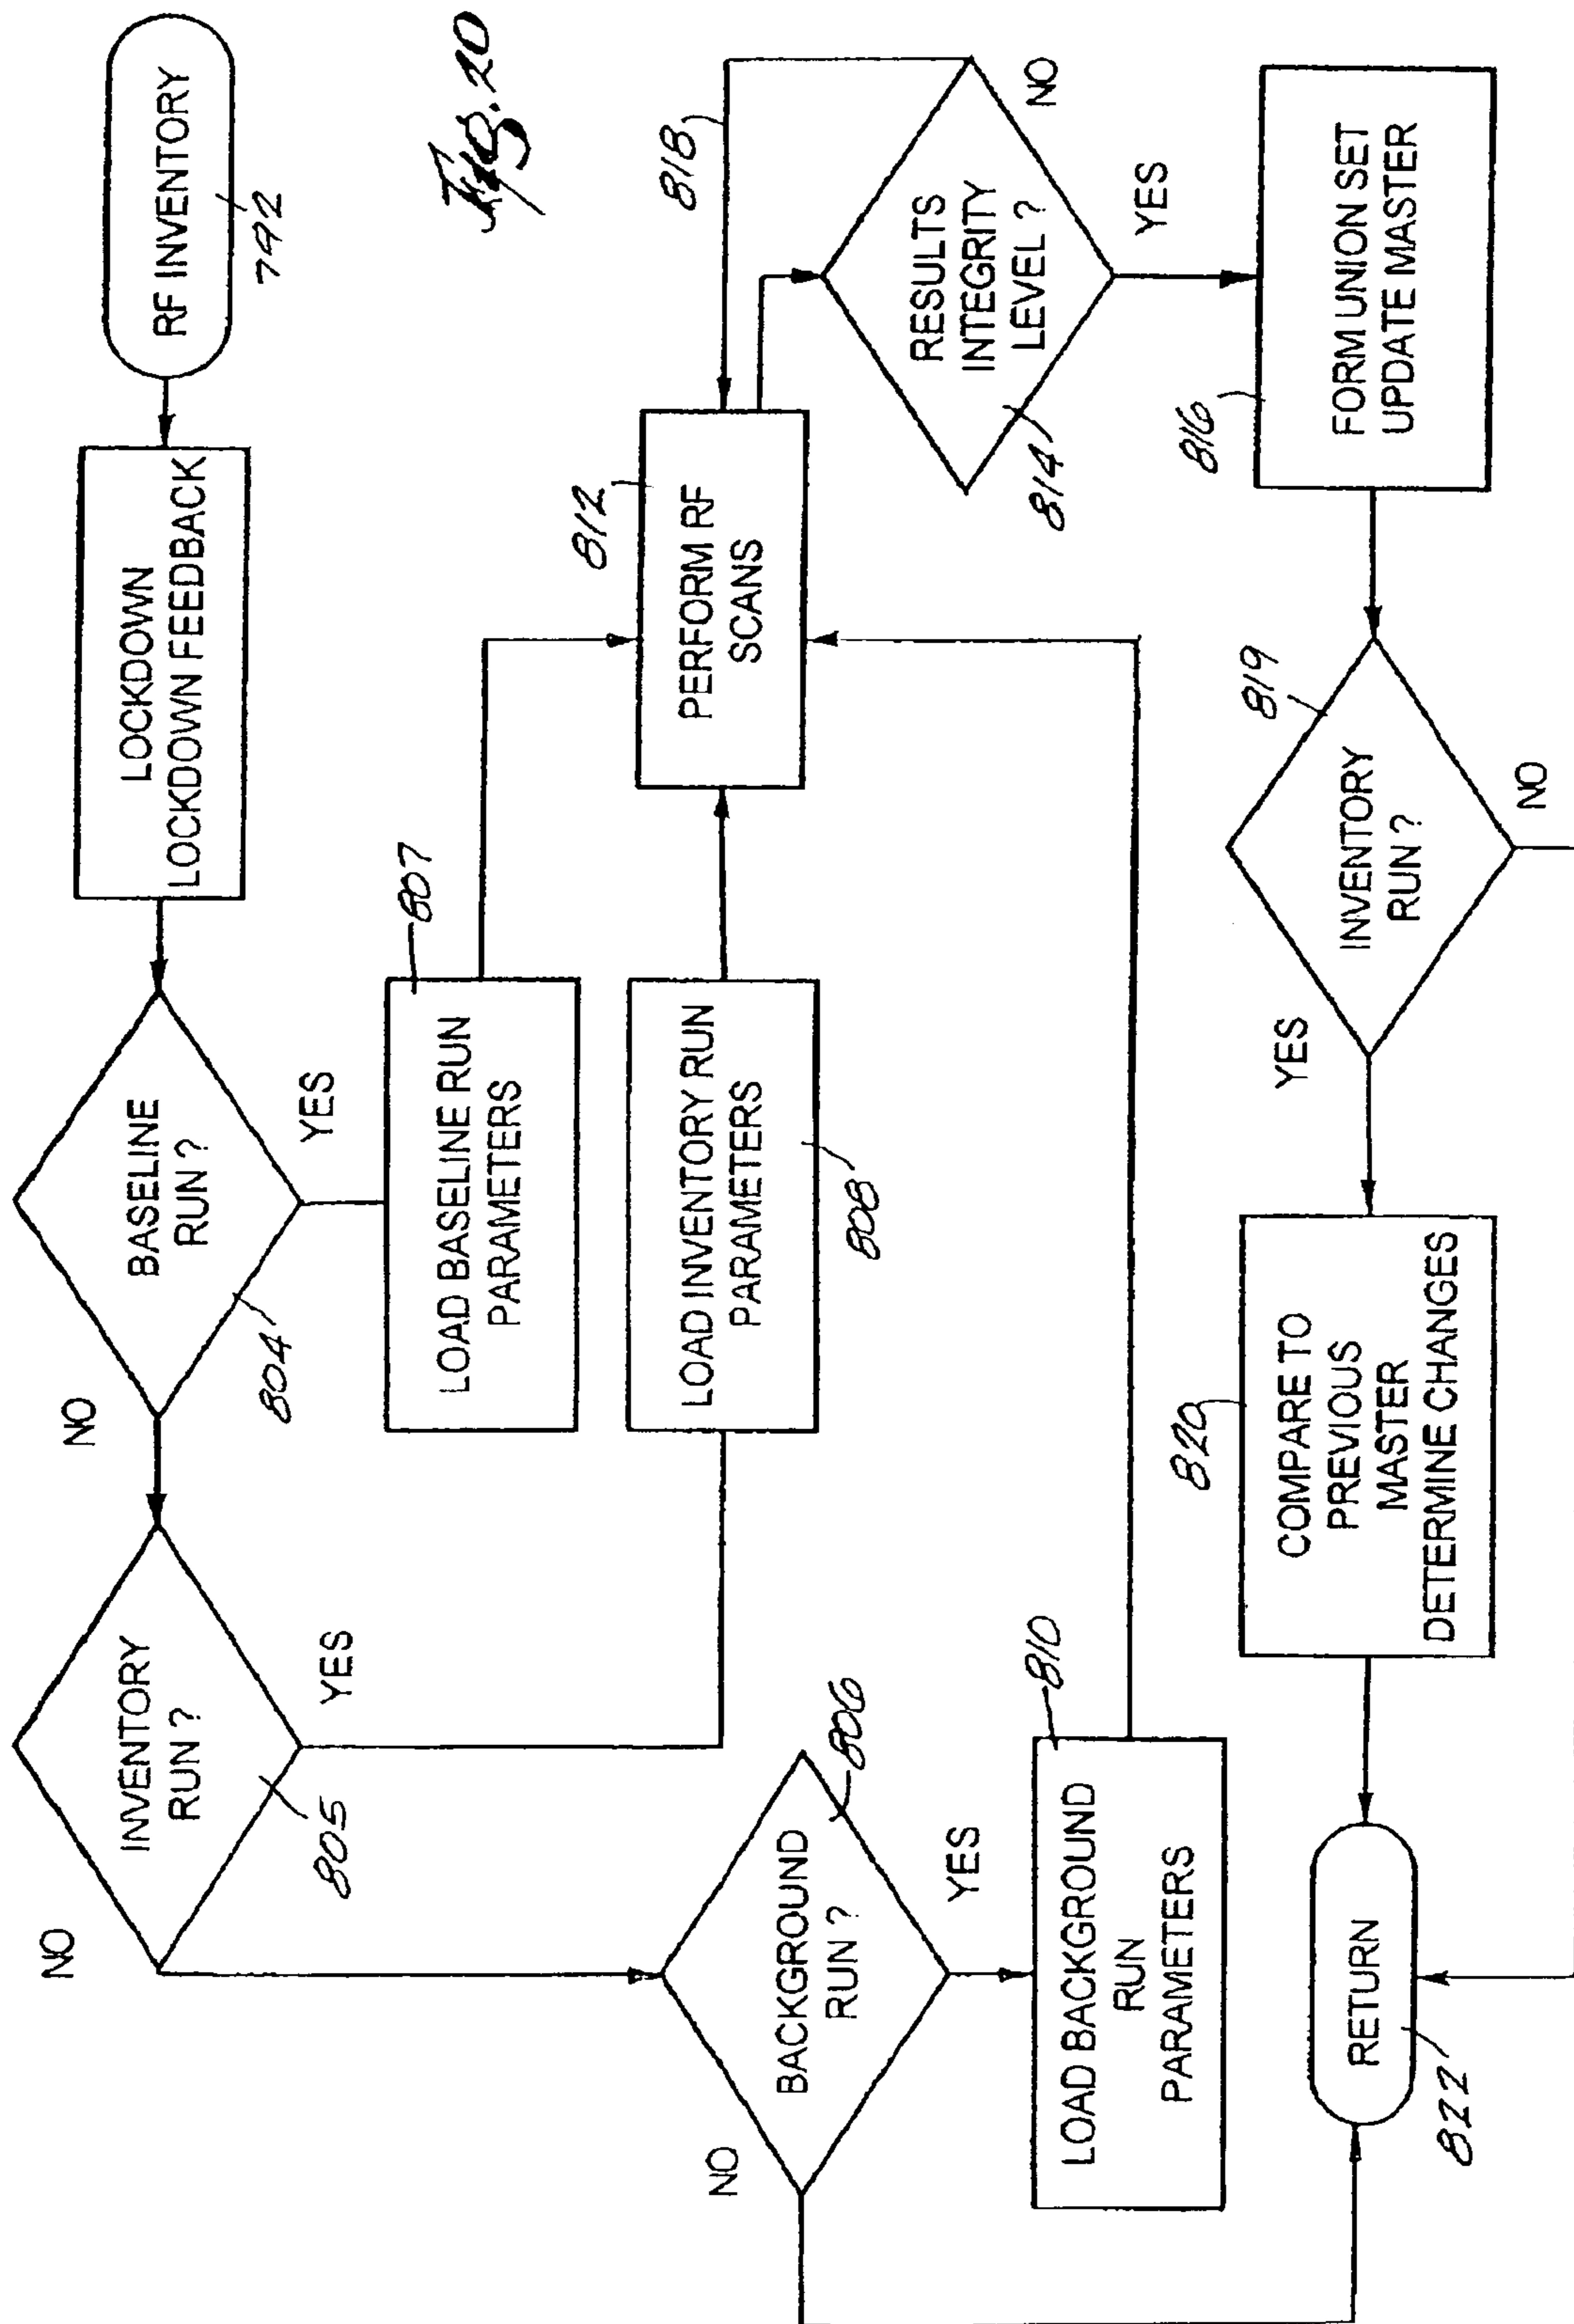 Fig. 20
RF INVENTORY
792
LOCKDOWN
LOCKDOWN FEEDBACK
BASELINE
RUN ?
804
NO
YES
INVENTORY
RUN ?
805
NO
YES
LOAD BASELINE RUN
PARAMETERS
807
LOAD INVENTORY RUN
PARAMETERS
808
BACKGROUND
RUN ?
806
NO
YES
LOAD BACKGROUND
RUN
PARAMETERS
810
PERFORM RF
SCANS
812
818
RESULTS
INTEGRITY
LEVEL ?
814
NO
YES
FORM UNION SET
UPDATE MASTER
816
INVENTORY
RUN ?
819
YES
NO
COMPARE TO
PREVIOUS
MASTER
DETERMINE CHANGES
820
RETURN
822